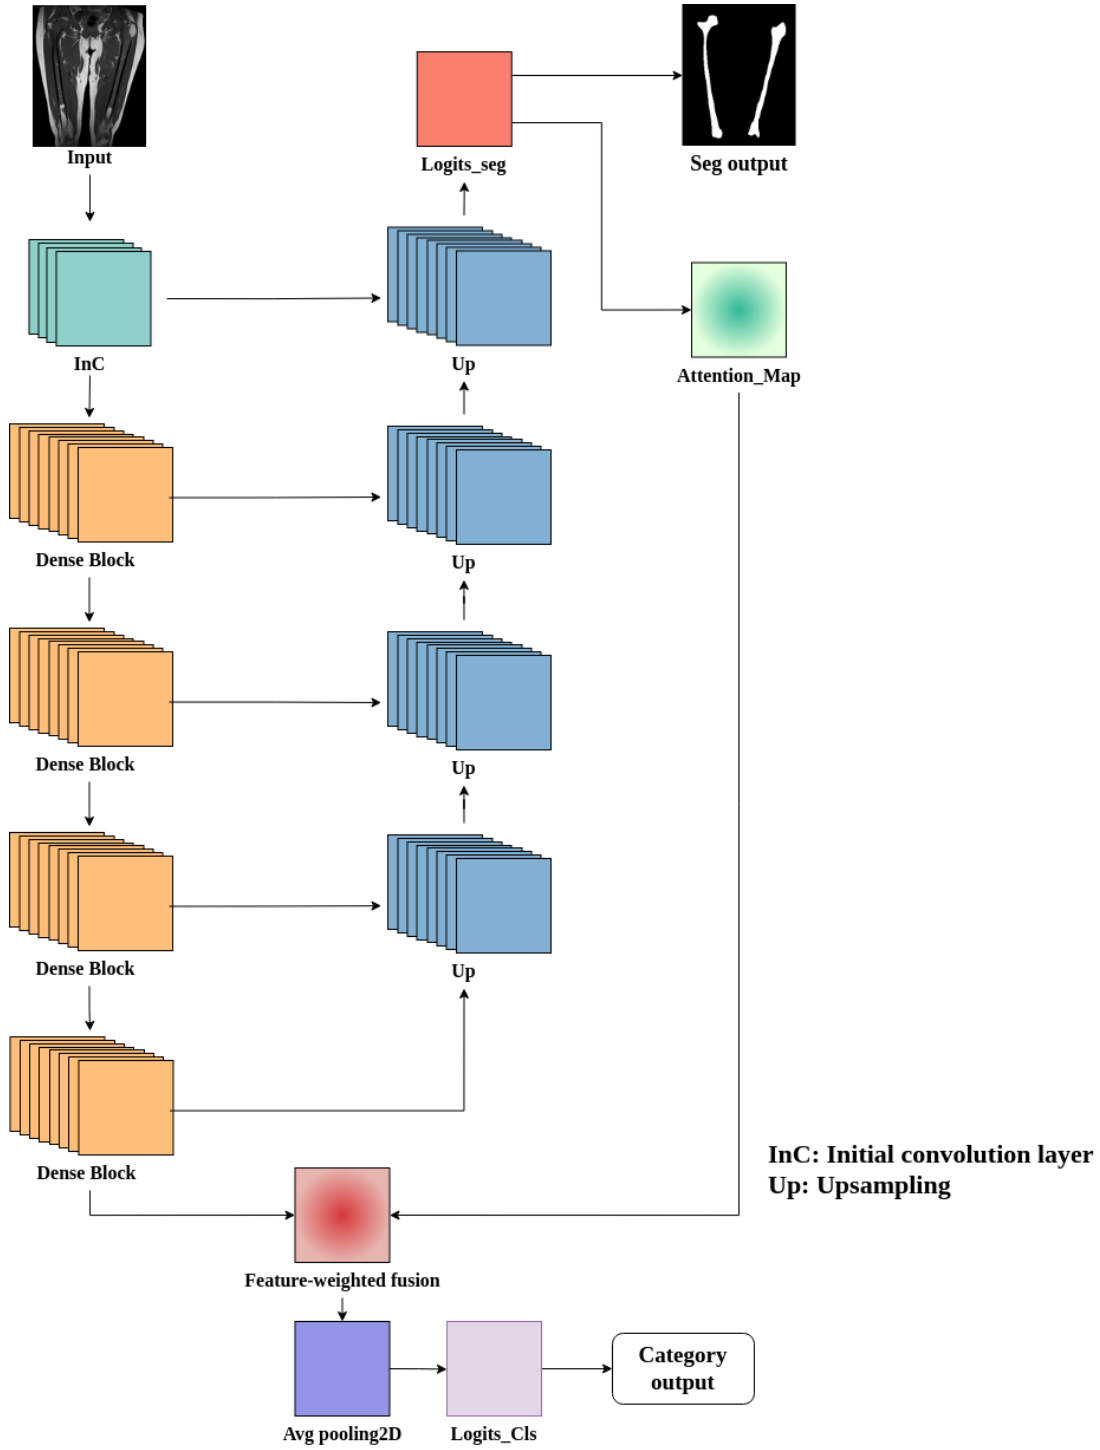 Input
Logits_seg
Seg output
InC
Up
Attention_Map
Dense Block
Up
Dense Block
Up
Dense Block
Up
Dense Block
InC: Initial convolution layer
Up: Upsampling
Feature-weighted fusion
Category
output
Avg pooling2D
Logits_Cls